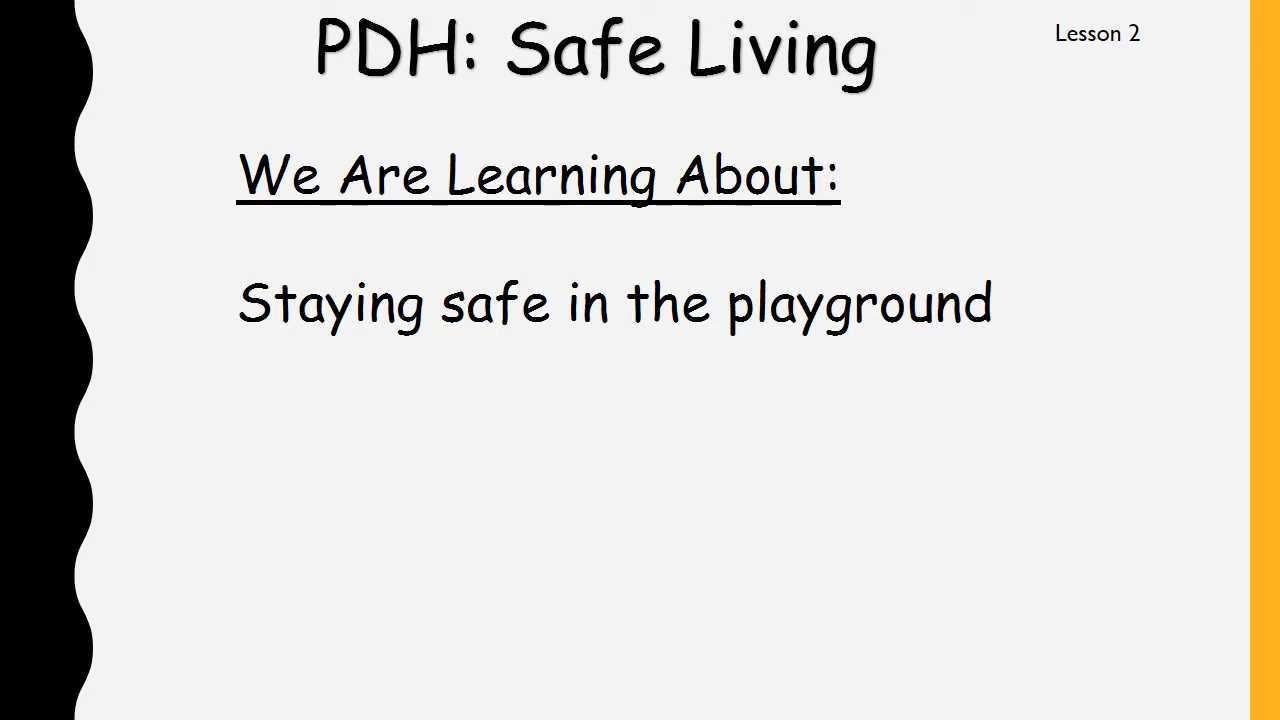 PDH: Safe Living
Lesson 2
We Are Learning About:
Staying safe in the playground